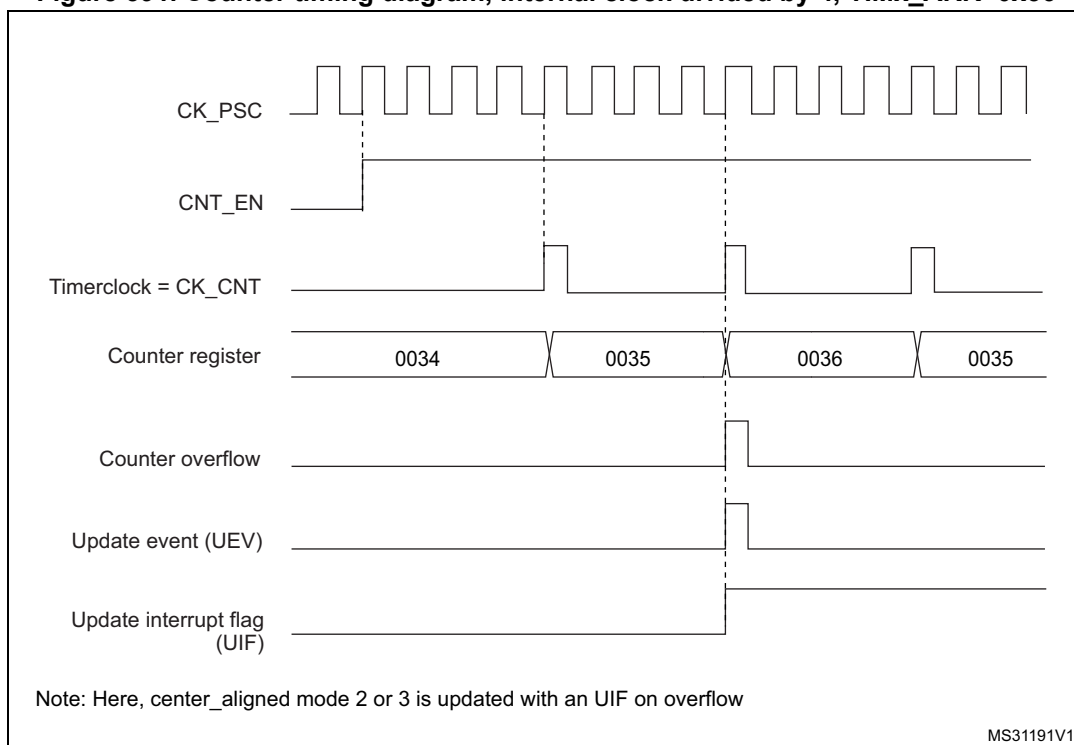 CK_PSC
CNT_EN
Timerclock = CK_CNT
Counter register
0034
0035
0036
0035
Counter overflow
Update event (UEV)
Update interrupt flag
(UIF)
Note: Here, center_aligned mode 2 or 3 is updated with an UIF on overflow
MS31191V1